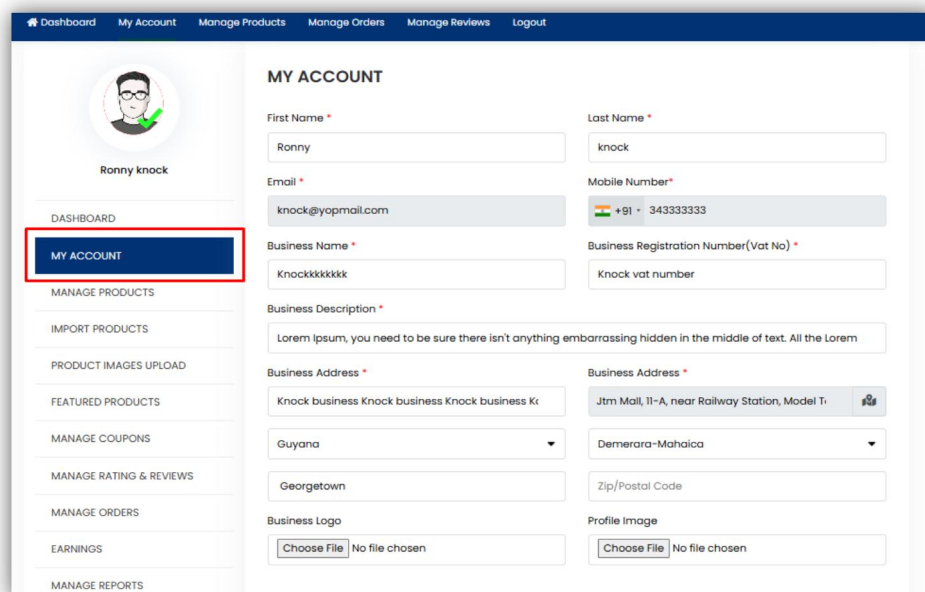 Dashboard My Account Manage Products Manage Orders Manage Reviews Logout
Ronny knock
DASHBOARD
MY ACCOUNT
MANAGE PRODUCTS
IMPORT PRODUCTS
PRODUCT IMAGES UPLOAD
FEATURED PRODUCTS
MANAGE COUPONS
MANAGE RATING & REVIEWS
MANAGE ORDERS
EARNINGS
MANAGE REPORTS
MY ACCOUNT
First Name * Last Name *
Ronny knock
Email * Mobile Number*
knock@yopmail.com +91 343333333
Business Name * Business Registration Number(Vat No) *
Knockkkkkkkk Knock vat number
Business Description *
Lorem Ipsum, you need to be sure there isn't anything embarrassing hidden in the middle of text. All the Lorem
Business Address * Business Address *
Knock business Knock business Knock business Jtm Mall, 11-A, near Railway Station, Model
Guyana Demerara-Mahaica
Georgetown Zip/Postal Code
Business Logo Profile Image
Choose File No file chosen Choose File No file chosen